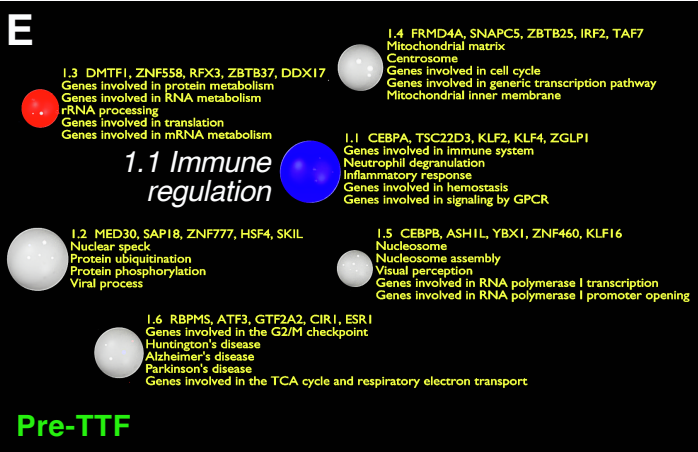 E
1.4 FRMD4A, SNAPC5, ZBTB25, IRF2, TAF7
Mitochondrial matrix
Centrosome
Genes involved in cell cycle
Genes involved in generic transcription pathway
Mitochondrial inner membrane
1.3 DMTF1, ZNF558, RFX3, ZBTB37, DDX17
Genes involved in protein metabolism
Genes involved in RNA metabolism
rRNA processing
Genes involved in translation
Genes involved in mRNA metabolism
1.1 CEBPA, TSC22D3, KLF2, KLF4, ZGLP1
Genes involved in immune system
Neutrophil degranulation
Inflammatory response
Genes involved in hemostasis
Genes involved in signaling by GPCR
1.1 Immune
regulation
1.2 MED30, SAP18, ZNF777, HSF4, SKIL
Nuclear speck
Protein ubiquitination
Protein phosphorylation
Viral process
1.5 CEBPB, ASH1L, YBX1, ZNF460, KLF16
Nucleosome
Nucleosome assembly
Visual perception
Genes involved in RNA polymerase I transcription
Genes involved in RNA polymerase I promoter opening
1.6 RBPMS, ATF3, GTF2A2, CIR1, ESR1
Genes involved in the G2/M checkpoint
Huntington's disease
Alzheimer's disease
Parkinson's disease
Genes involved in the TCA cycle and respiratory electron transport
Pre-TTF